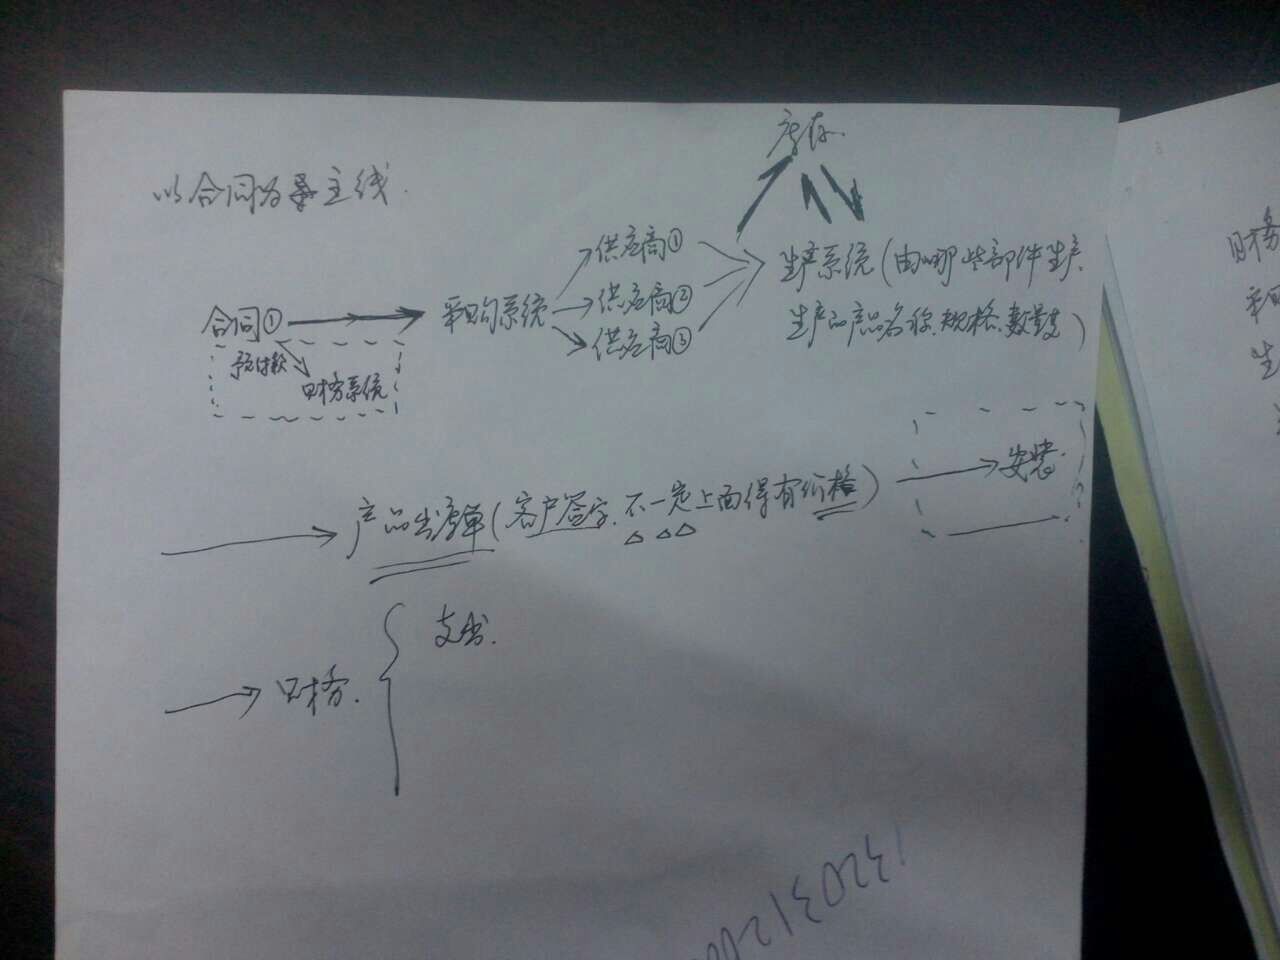 库存.
以合同为主线.
供应商①
合同① 采购系统 供应商② 生产系统(由哪些部件生产.
供应商③ 生产产品名称.规格.数量)
预付款
财务系统
安装.
产品出库单(客户签字.不一定上面得有价格)
支出.
财务.
财务
采
生